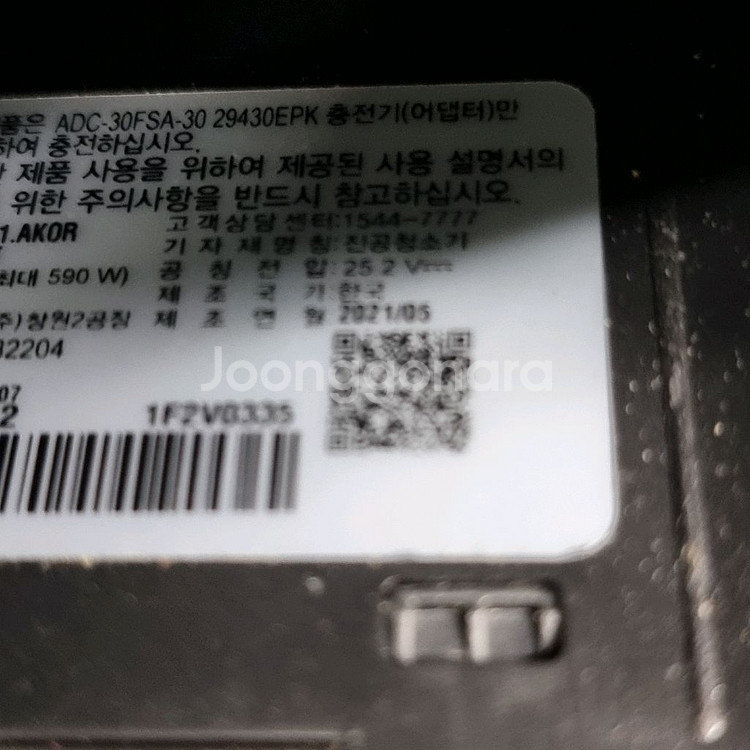 품은 ADC-30FSA-30 29430EPK 충전기(어댑터)만
하여 충전하십시오.
제품 사용을 위하여 제공된 사용 설명서의
위한 주의사항을 반드시 참고하십시오.
고객상담센터:1544-7777
1.AKOR 기 자 재 명 칭: 진공청소기
최대 590 W) 공 칭 전 압: 25.2 V
제 조 국 가: 한국
주)창원2공장 제 조 연 월: 2021/05
32204
07
2 1F2V0335
Joonggonara